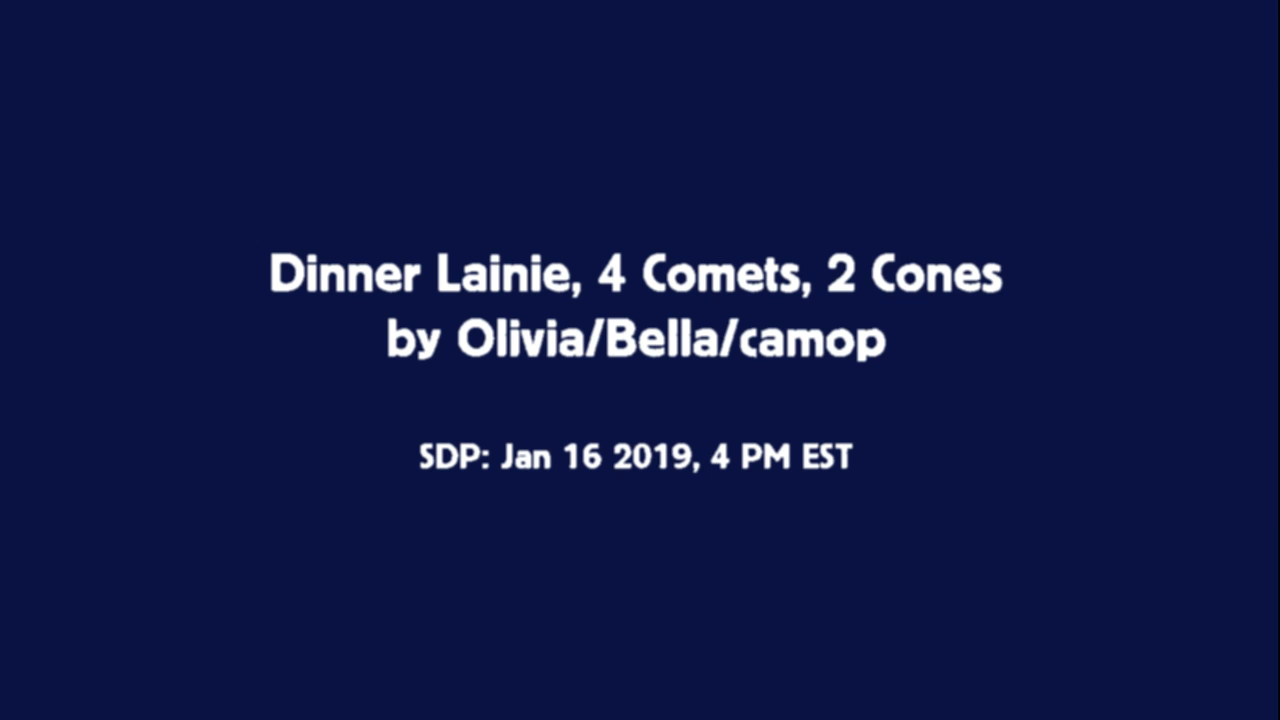 Dinner Lainie, 4 Comets, 2 Cones
by Olivia/Bella/camop
SDP: Jan 16 2019, 4 PM EST